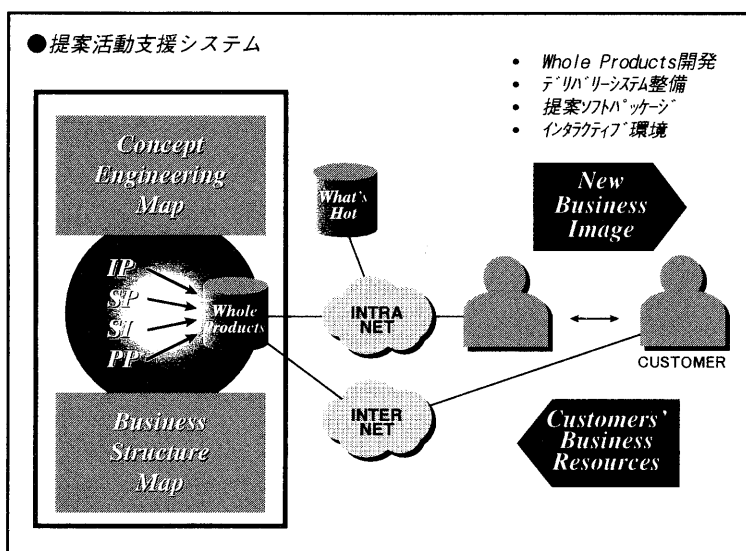 ●提案活動支援システム
• Whole Products開発
• ﾃﾞﾘﾊﾞﾘｰｼｽﾃﾑ整備
• 提案ｿﾌﾄﾊﾟｯｹｰｼﾞ
• ｲﾝﾀﾗｸﾃｨﾌﾞ環境
Concept
Engineering
Map
What's
Hot
New
Business
Image
IP
SP
SI
PP
Whole
Products
INTRA
NET
CUSTOMER
INTER
NET
Business
Structure
Map
Customers'
Business
Resources